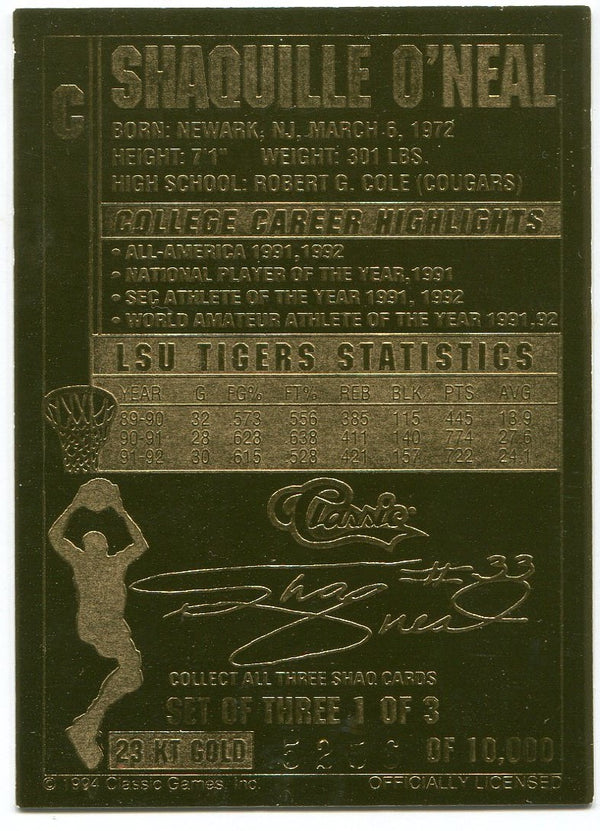 C
SHAQUILLE O'NEAL
BORN: NEWARK, NJ, MARCH 6, 1972
HEIGHT: 7'1" WEIGHT: 301 LBS.
HIGH SCHOOL: ROBERT G. COLE (COUGARS)
COLLEGE CAREER HIGHLIGHTS
• ALL-AMERICA 1991,1992
• NATIONAL PLAYER OF THE YEAR,1991
• SEC ATHLETE OF THE YEAR 1991, 1992
• WORLD AMATEUR ATHLETE OF THE YEAR 1991,92
LSU TIGERS STATISTICS
YEAR G FG% FT% REB BLK PTS AVG
89-90 32 573 556 385 115 445 13.9
90-91 28 628 638 411 140 774 27.6
91-92 30 615 528 421 157 722 24.1
Classic
Shaq O'neal #33
COLLECT ALL THREE SHAQ CARDS
SET OF THREE 1 OF 3
23 KT GOLD 5256 OF 10,000
© 1994 Classic Games, Inc. OFFICIALLY LICENSED